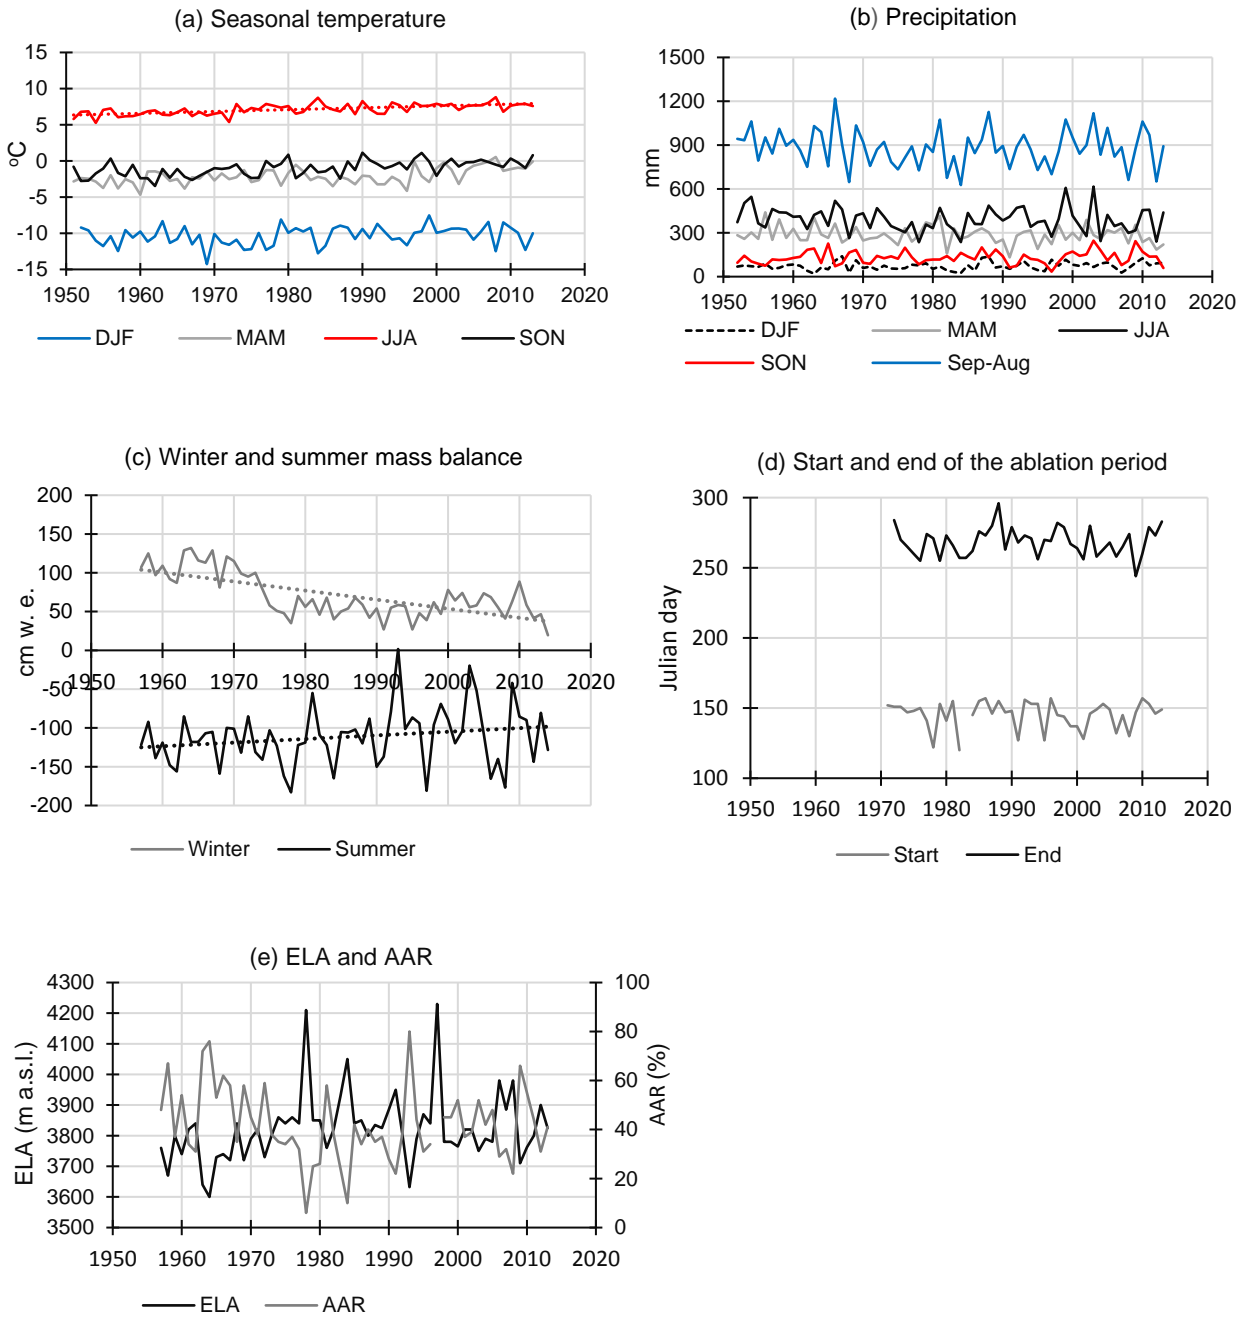 (a) Seasonal temperature
15
10
5
0
-5
-10
-15
oC
1950 1960 1970 1980 1990 2000 2010 2020
DJF MAM JJA SON
(b) Precipitation
1500
1200
900
600
300
0
mm
1950 1960 1970 1980 1990 2000 2010 2020
DJF MAM JJA
SON Sep-Aug
(c) Winter and summer mass balance
200
150
100
50
0
-50
-100
-150
-200
cm w. e.
1950 1960 1970 1980 1990 2000 2010 2020
Winter Summer
(d) Start and end of the ablation period
300
250
200
150
100
Julian day
1950 1960 1970 1980 1990 2000 2010 2020
Start End
(e) ELA and AAR
4300
4200
4100
4000
3900
3800
3700
3600
3500
ELA (m a.s.l.)
100
80
60
40
20
0
AAR (%)
1950 1960 1970 1980 1990 2000 2010 2020
ELA AAR